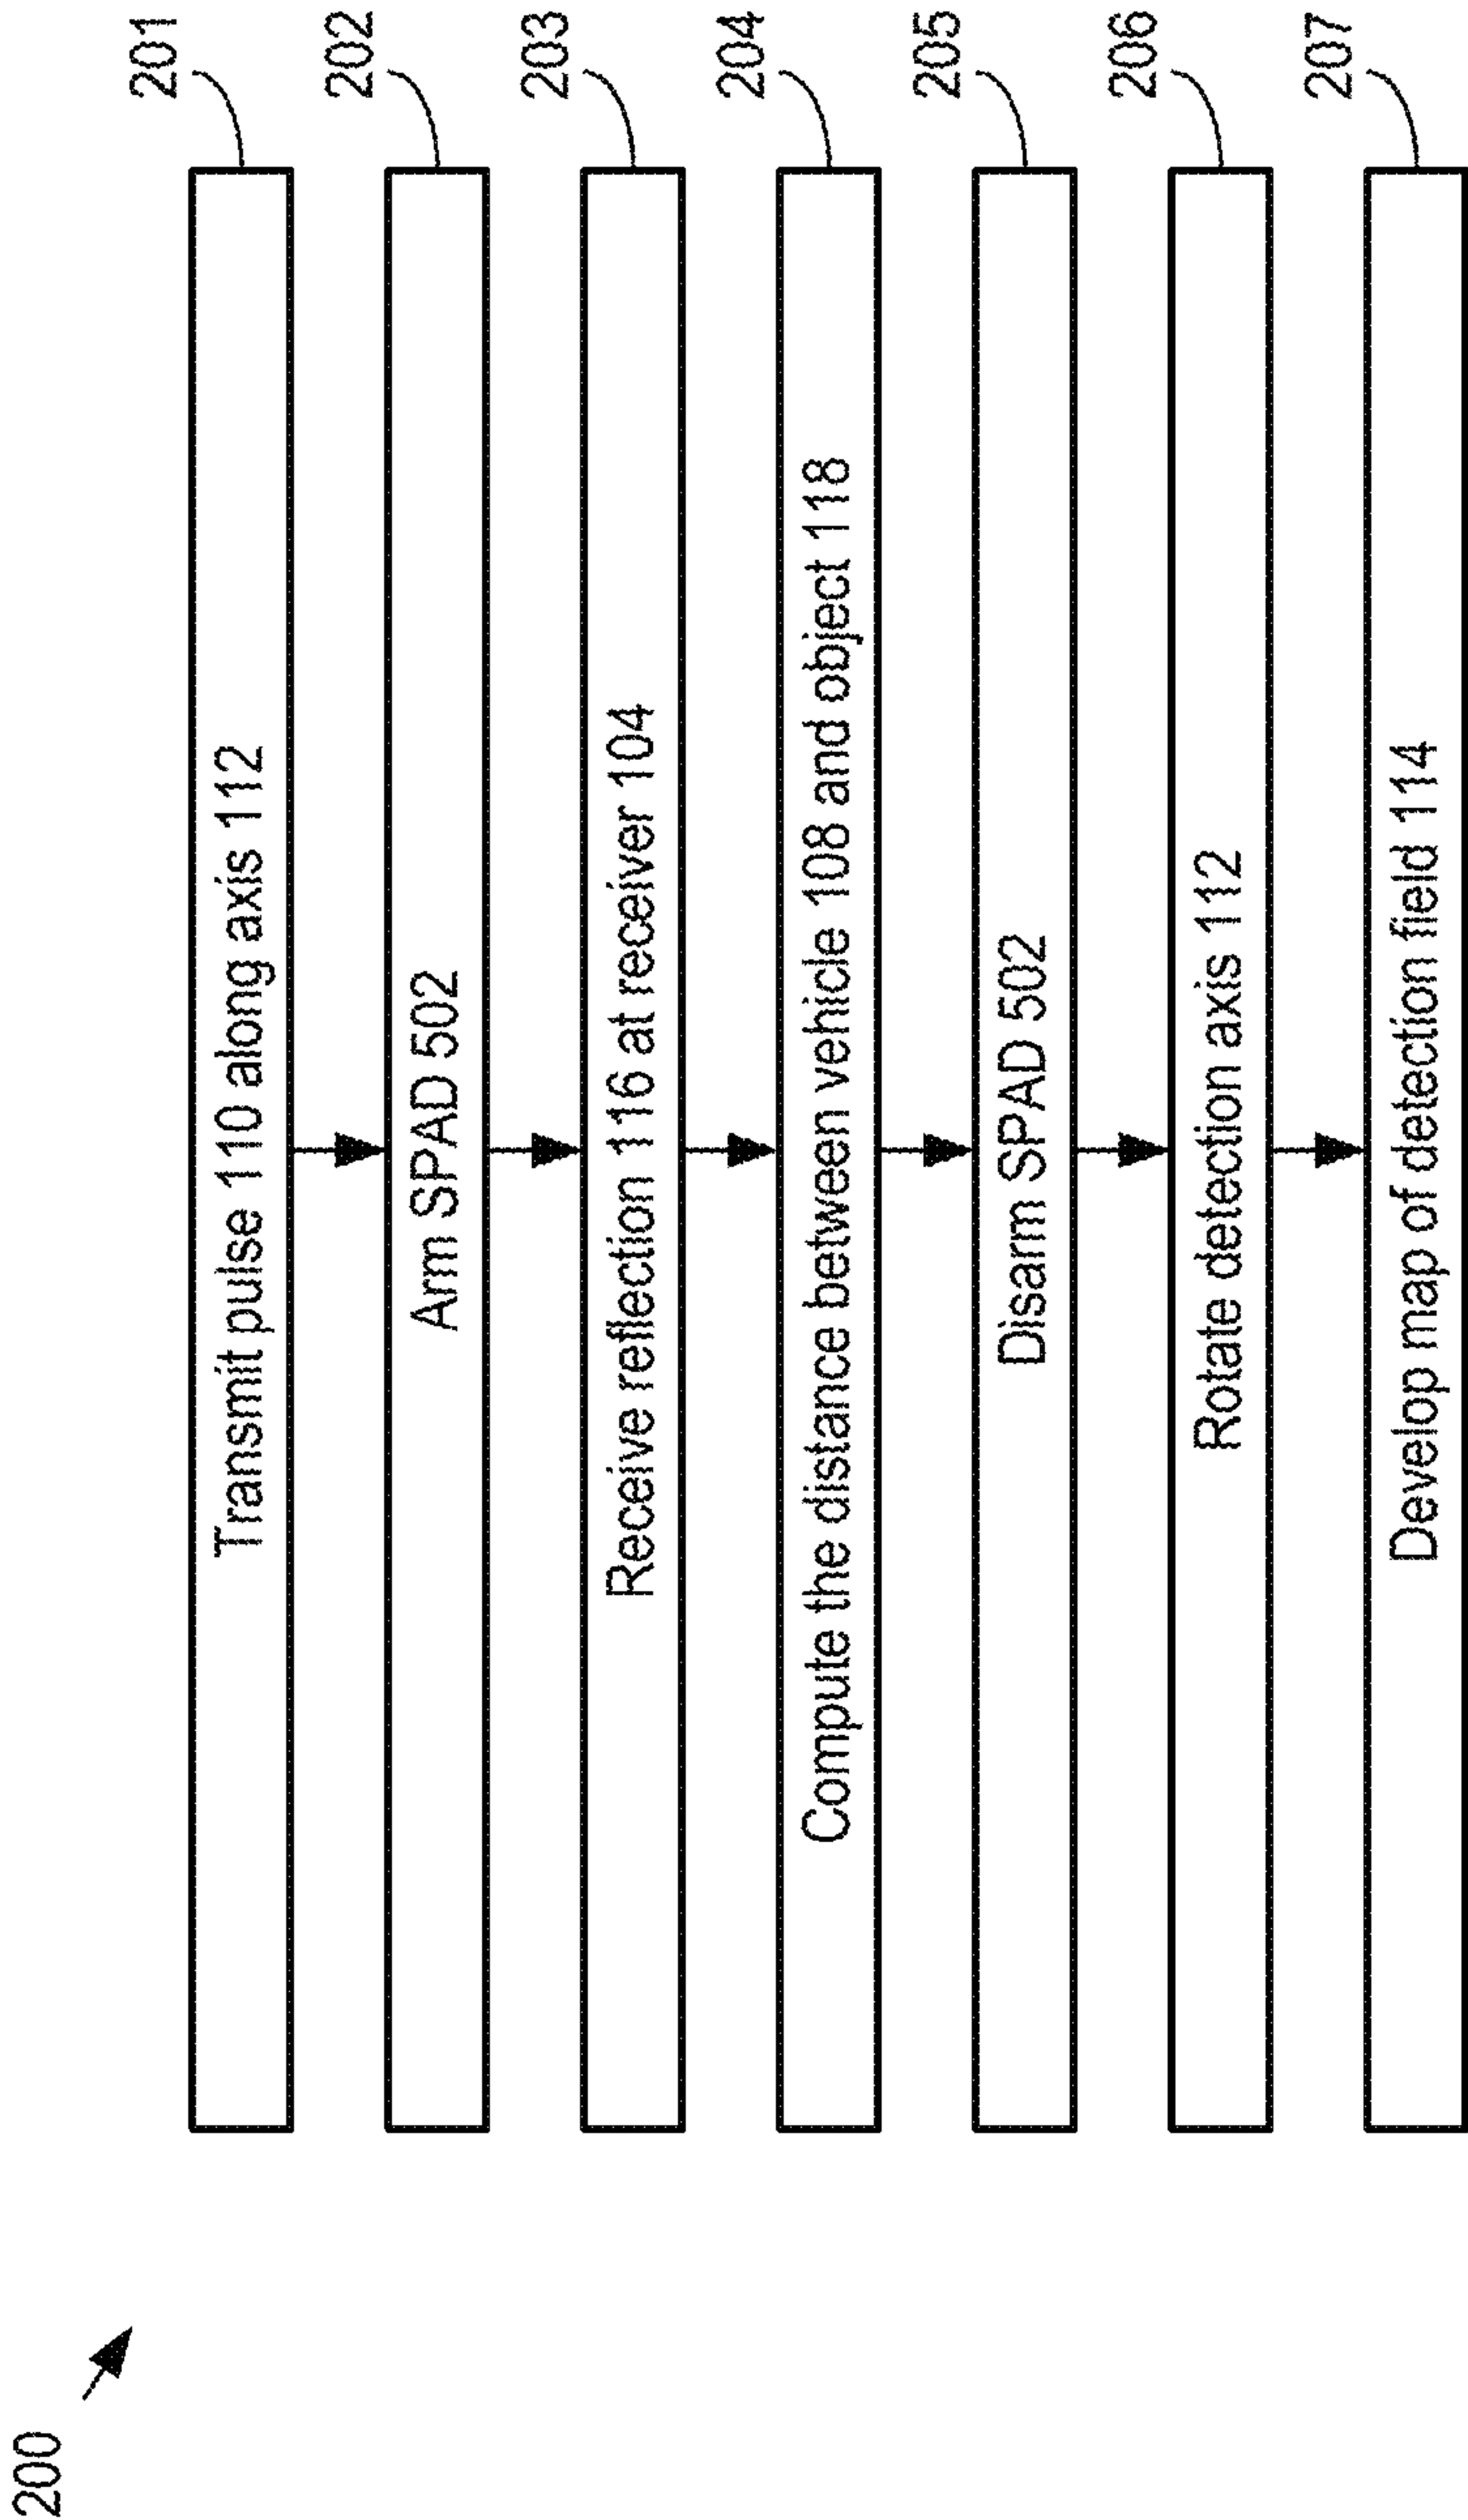 200
201
Transmit pulse 110 along axis 112
202
Arm SPAD 502
203
Receive reflection 116 at receiver 104
204
Compute the distance between vehicle 108 and object 118
205
Disarm SPAD 502
206
Rotate detection axis 112
207
Develop map of detection field 114